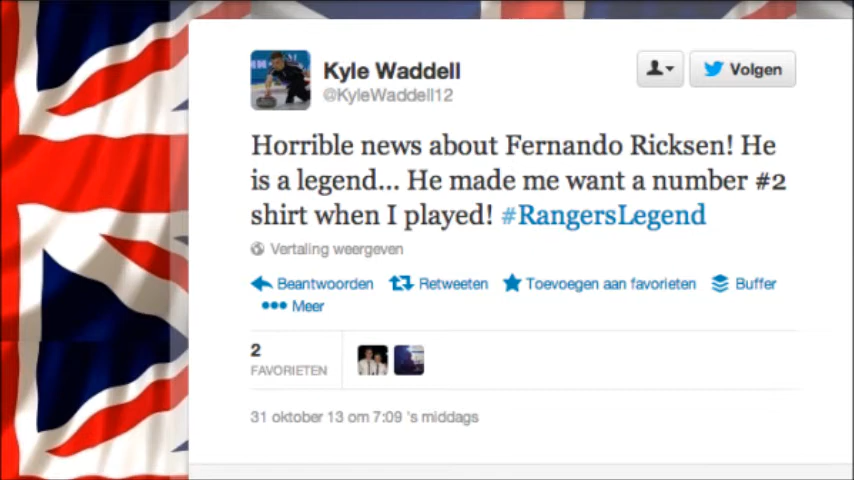 Kyle Waddell
@KyleWaddell12
Volgen
Horrible news about Fernando Ricksen! He
is a legend... He made me want a number #2
shirt when I played! #RangersLegend
Vertaling weergeven
Beantwoorden Retweeten Toevoegen aan favorieten Buffer
Meer
2
FAVORIETEN
31 oktober 13 om 7:09 's middags